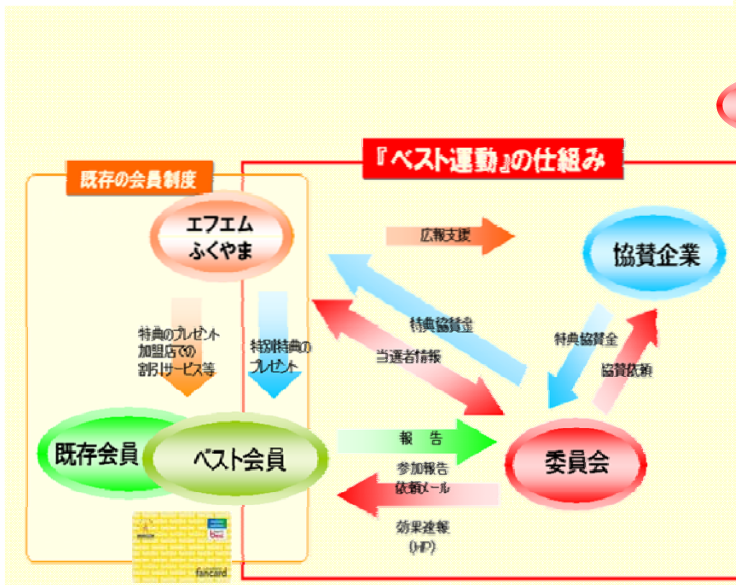 『ベスト運動』の仕組み
既存の会員制度
エフエム
ふくやま
広報支援
協賛企業
特典のプレゼント
加盟店での
割引サービス等
特別特典の
プレゼント
特典協賛金
当選者情報
特典協賛金
協賛依頼
既存会員
ベスト会員
報 告
委員会
参加報告
依頼メール
効果速報
(HP)
fancard